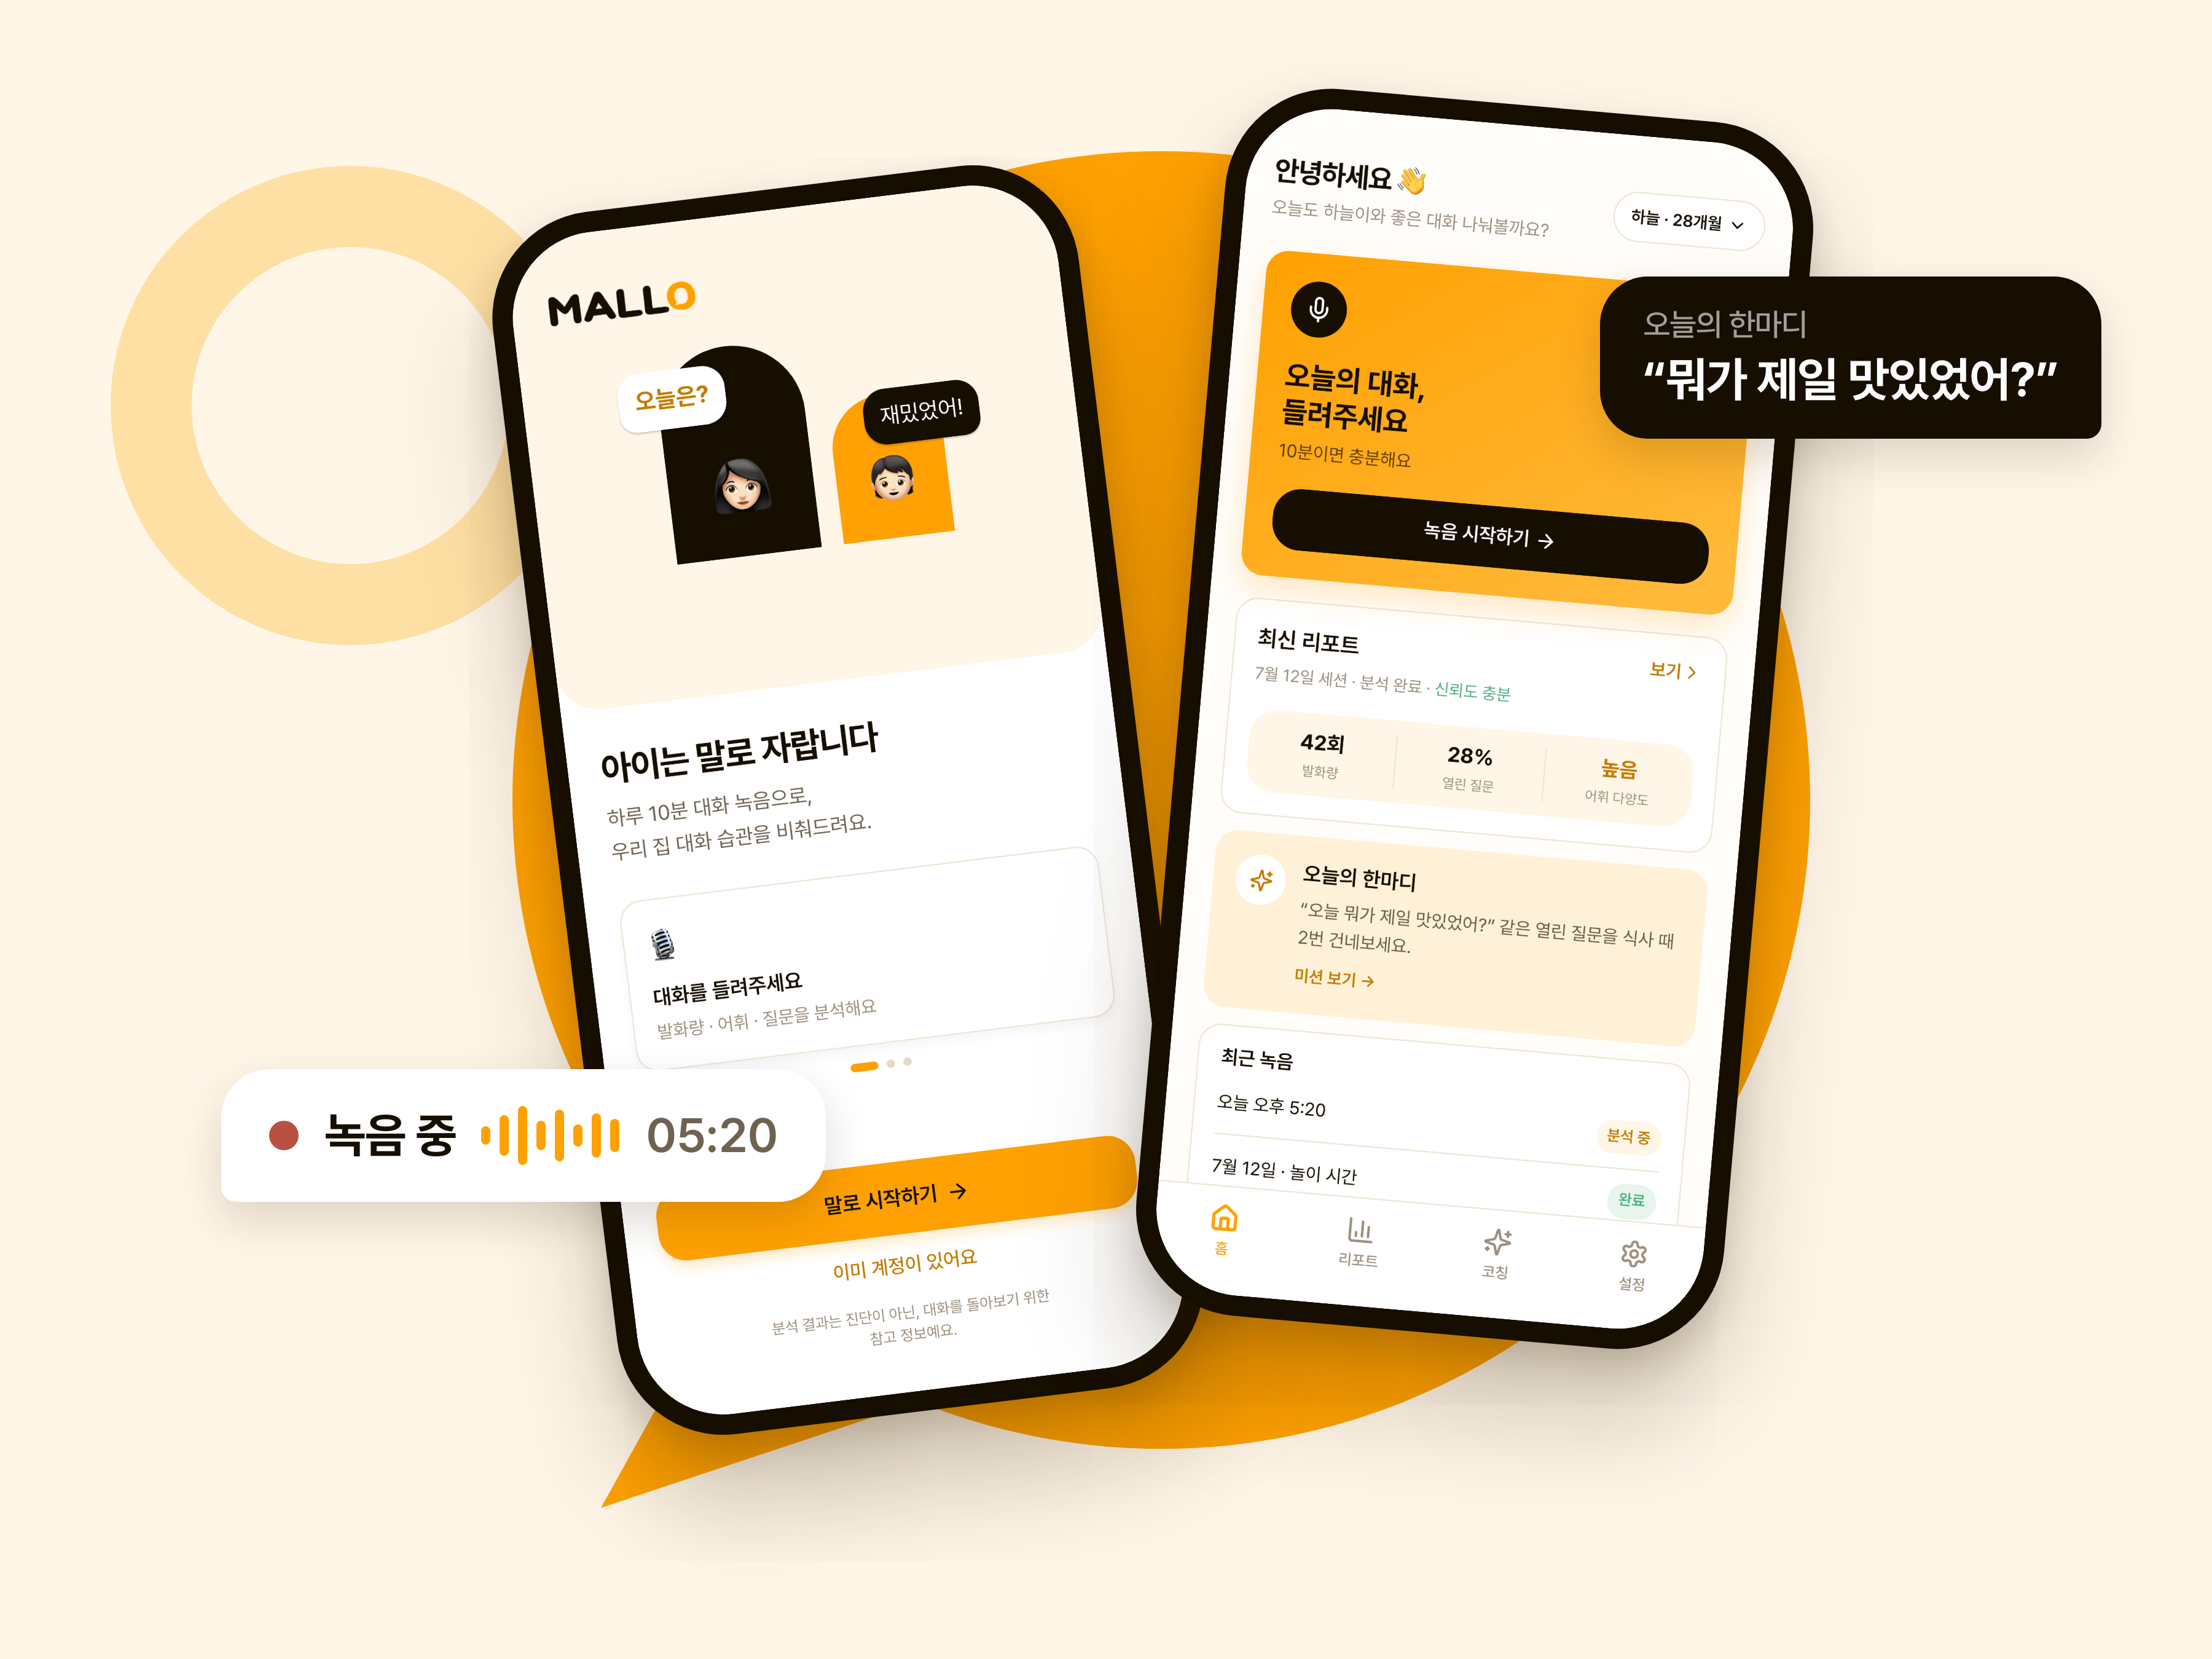 MALLO
오늘은?
재밌었어!
아이는 말로 자랍니다
하루 10분 대화 녹음으로,
우리 집 대화 습관을 비춰드려요.
대화를 들려주세요
발화량 · 어휘 · 질문을 분석해요
녹음 중 05:20
말로 시작하기 →
이미 계정이 있어요
분석 결과는 진단이 아닌, 대화를 돌아보기 위한
참고 정보예요.
안녕하세요 👋
오늘도 하늘이와 좋은 대화 나눠볼까요?
하늘 · 28개월
오늘의 한마디
“뭐가 제일 맛있었어?”
오늘의 대화,
들려주세요
10분이면 충분해요
녹음 시작하기 →
최신 리포트
보기 >
7월 12일 세션 · 분석 완료 · 신뢰도 충분
42회 28% 높음
발화량 열린 질문 어휘 다양도
오늘의 한마디
“오늘 뭐가 제일 맛있었어?” 같은 열린 질문을 식사 때
2번 건네보세요.
미션 보기 →
최근 녹음
오늘 오후 5:20
분석 중
7월 12일 · 놀이 시간
완료
홈 리포트 코칭 설정